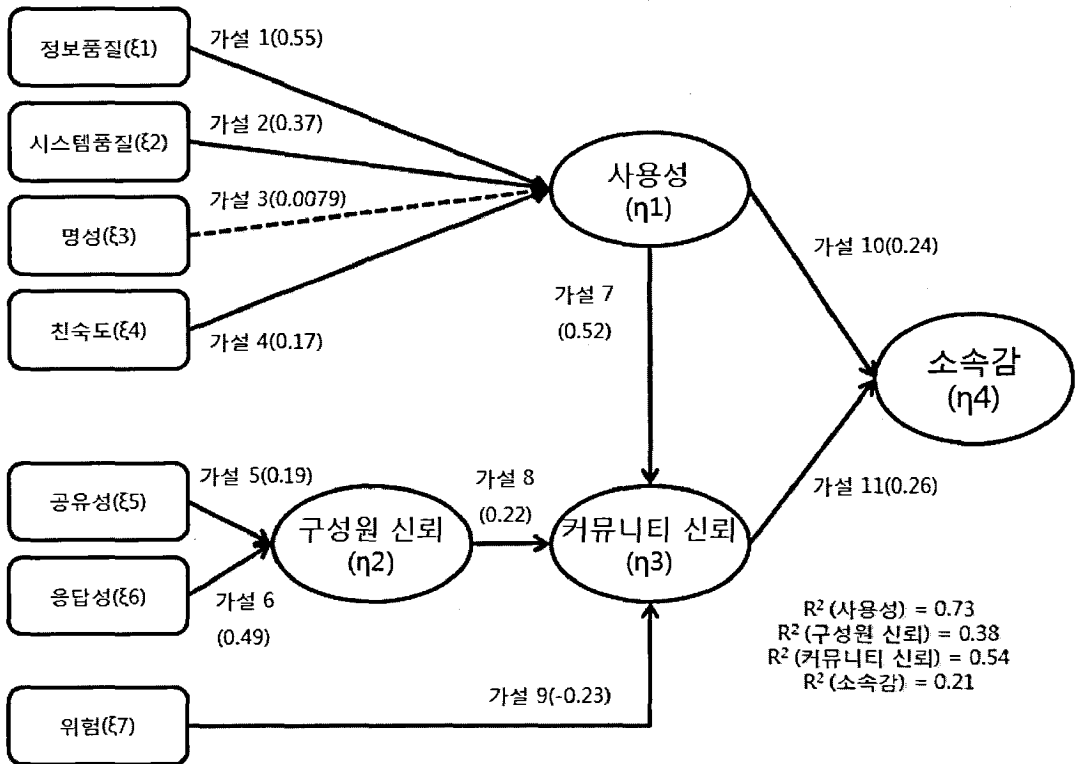 정보품질(ξ1)
가설 1(0.55)
시스템품질(ξ2)
가설 2(0.37)
명성(ξ3)
가설 3(0.0079)
친숙도(ξ4)
가설 4(0.17)
사용성
(η1)
가설 7
(0.52)
가설 10(0.24)
소속감
(η4)
공유성(ξ5)
가설 5(0.19)
응답성(ξ6)
가설 6
(0.49)
구성원 신뢰
(η2)
가설 8
(0.22)
커뮤니티 신뢰
(η3)
가설 11(0.26)
위험(ξ7)
가설 9(-0.23)
R² (사용성) = 0.73
R² (구성원 신뢰) = 0.38
R² (커뮤니티 신뢰) = 0.54
R² (소속감) = 0.21